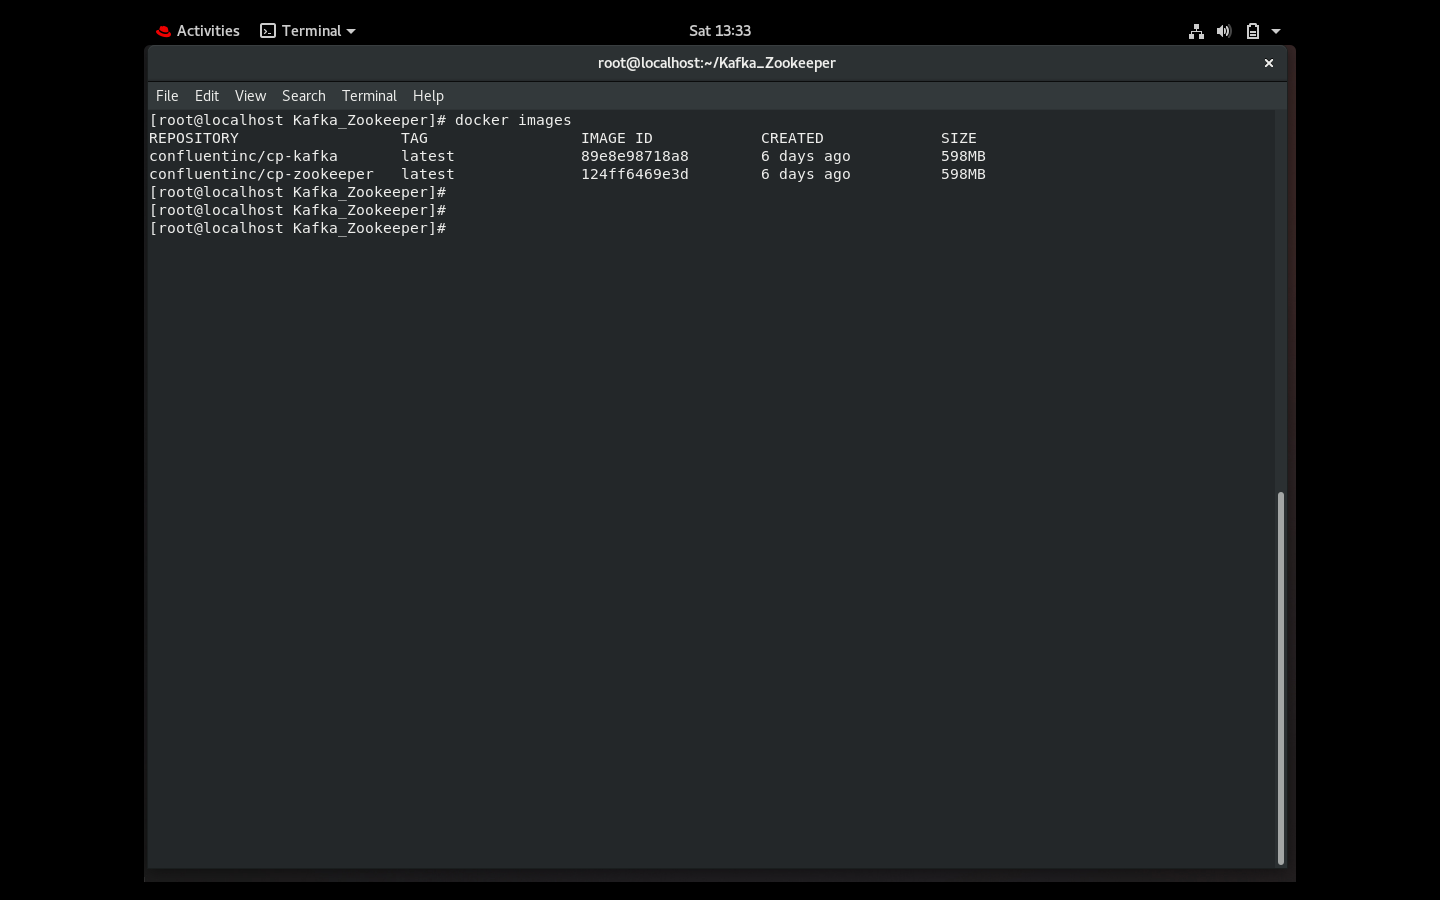 Activities Terminal Sat 13:33
root@localhost:~/Kafka_Zookeeper
File Edit View Search Terminal Help
[root@localhost Kafka_Zookeeper]# docker images
REPOSITORY TAG IMAGE ID CREATED SIZE
confluentinc/cp-kafka latest 89e8e98718a8 6 days ago 598MB
confluentinc/cp-zookeeper latest 124ff6469e3d 6 days ago 598MB
[root@localhost Kafka_Zookeeper]#
[root@localhost Kafka_Zookeeper]#
[root@localhost Kafka_Zookeeper]#